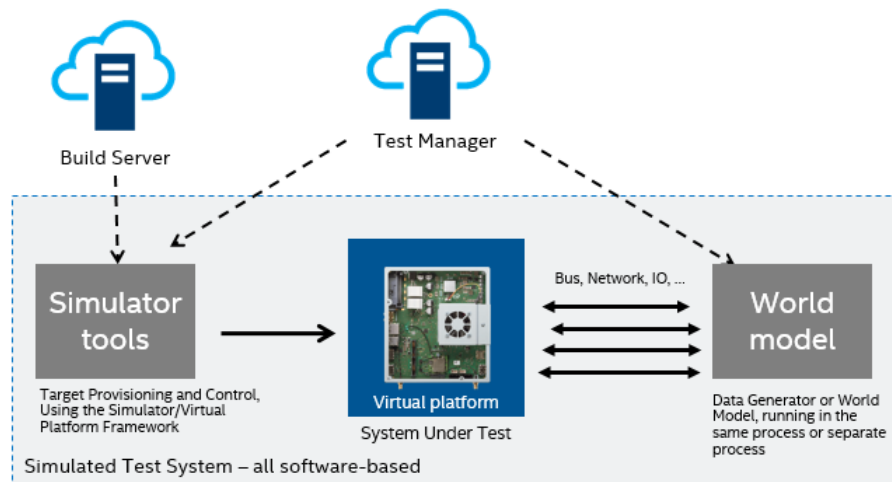 Build Server
Test Manager
Simulator
tools
Target Provisioning and Control,
Using the Simulator/Virtual
Platform Framework
Virtual platform
System Under Test
Bus, Network, IO, ...
World
model
Data Generator or World
Model, running in the
same process or separate
process
Simulated Test System – all software-based